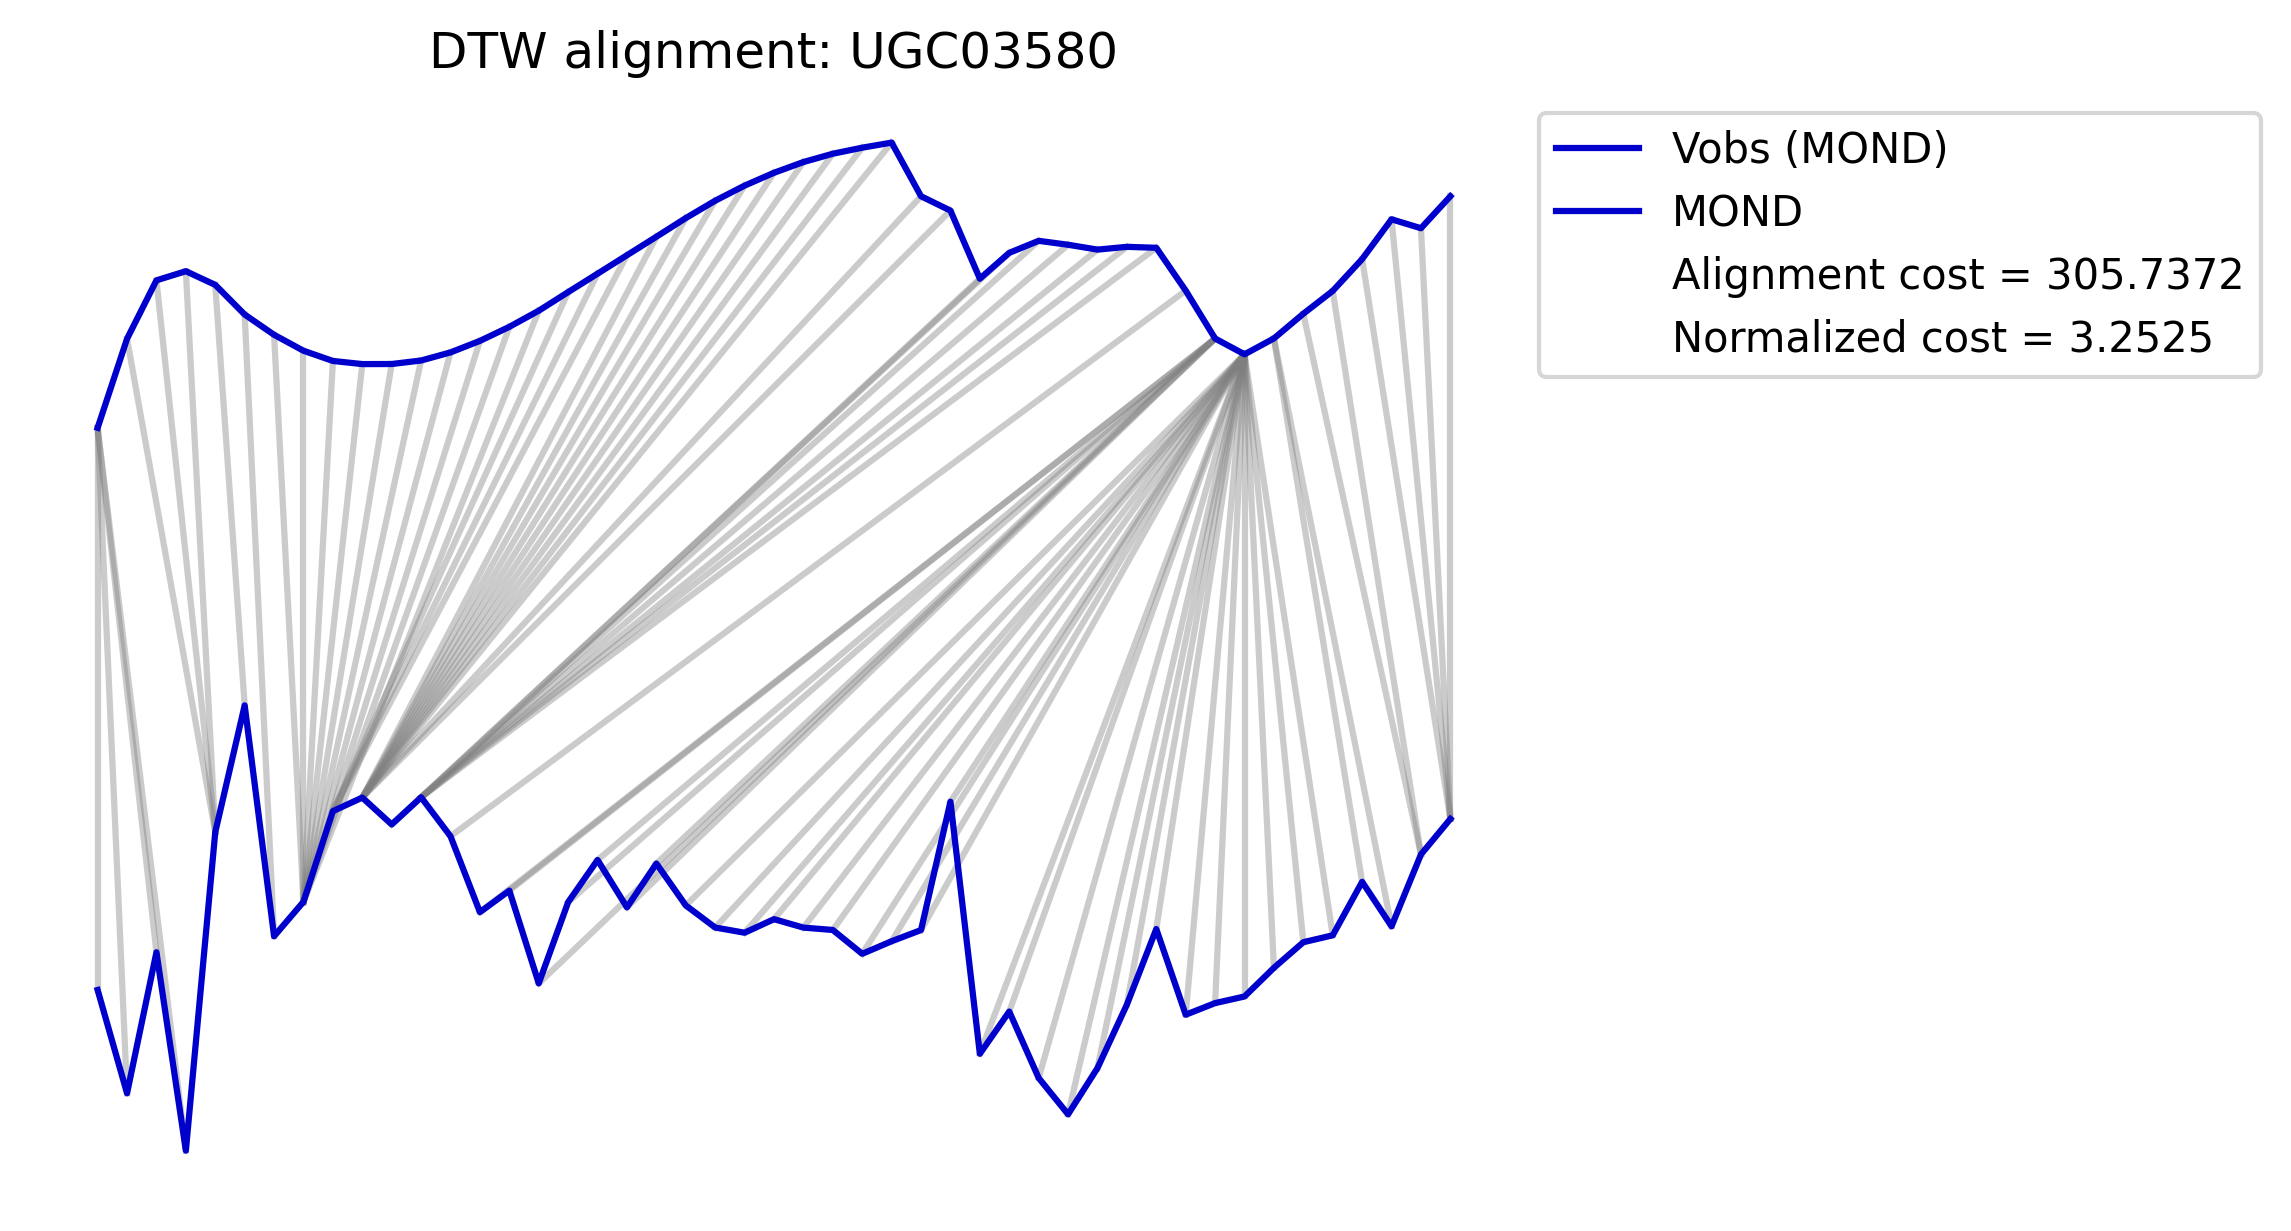 DTW alignment: UGC03580
Vobs (MOND)
MOND
Alignment cost = 305.7372
Normalized cost = 3.2525